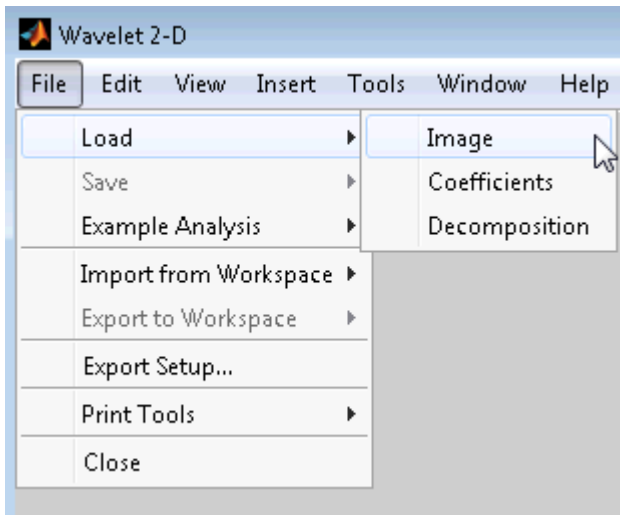 Wavelet 2-D
File Edit View Insert Tools Window Help
Load
Save
Example Analysis
Import from Workspace
Export to Workspace
Export Setup...
Print Tools
Close
Image
Coefficients
Decomposition